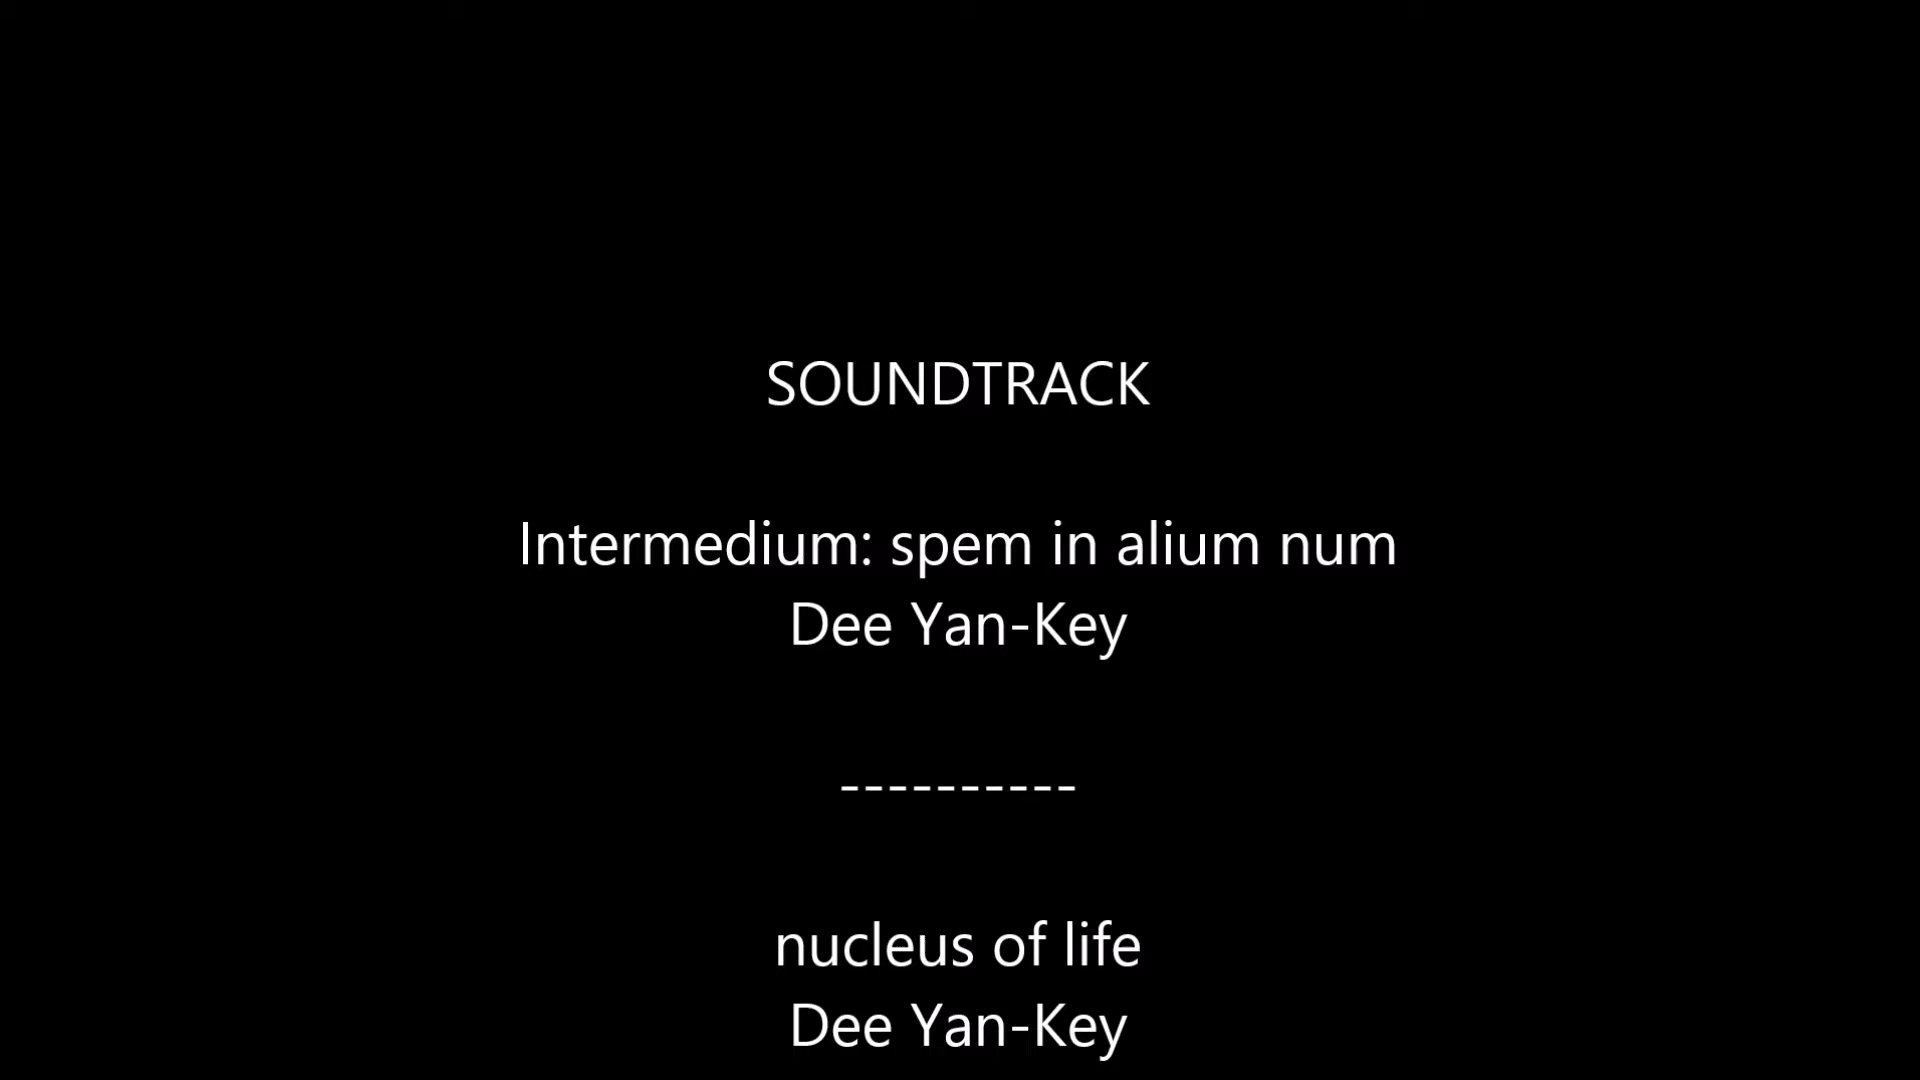 SOUNDTRACK
Intermedium: spem in alium num
Dee Yan-Key
----------
nucleus of life
Dee Yan-Key